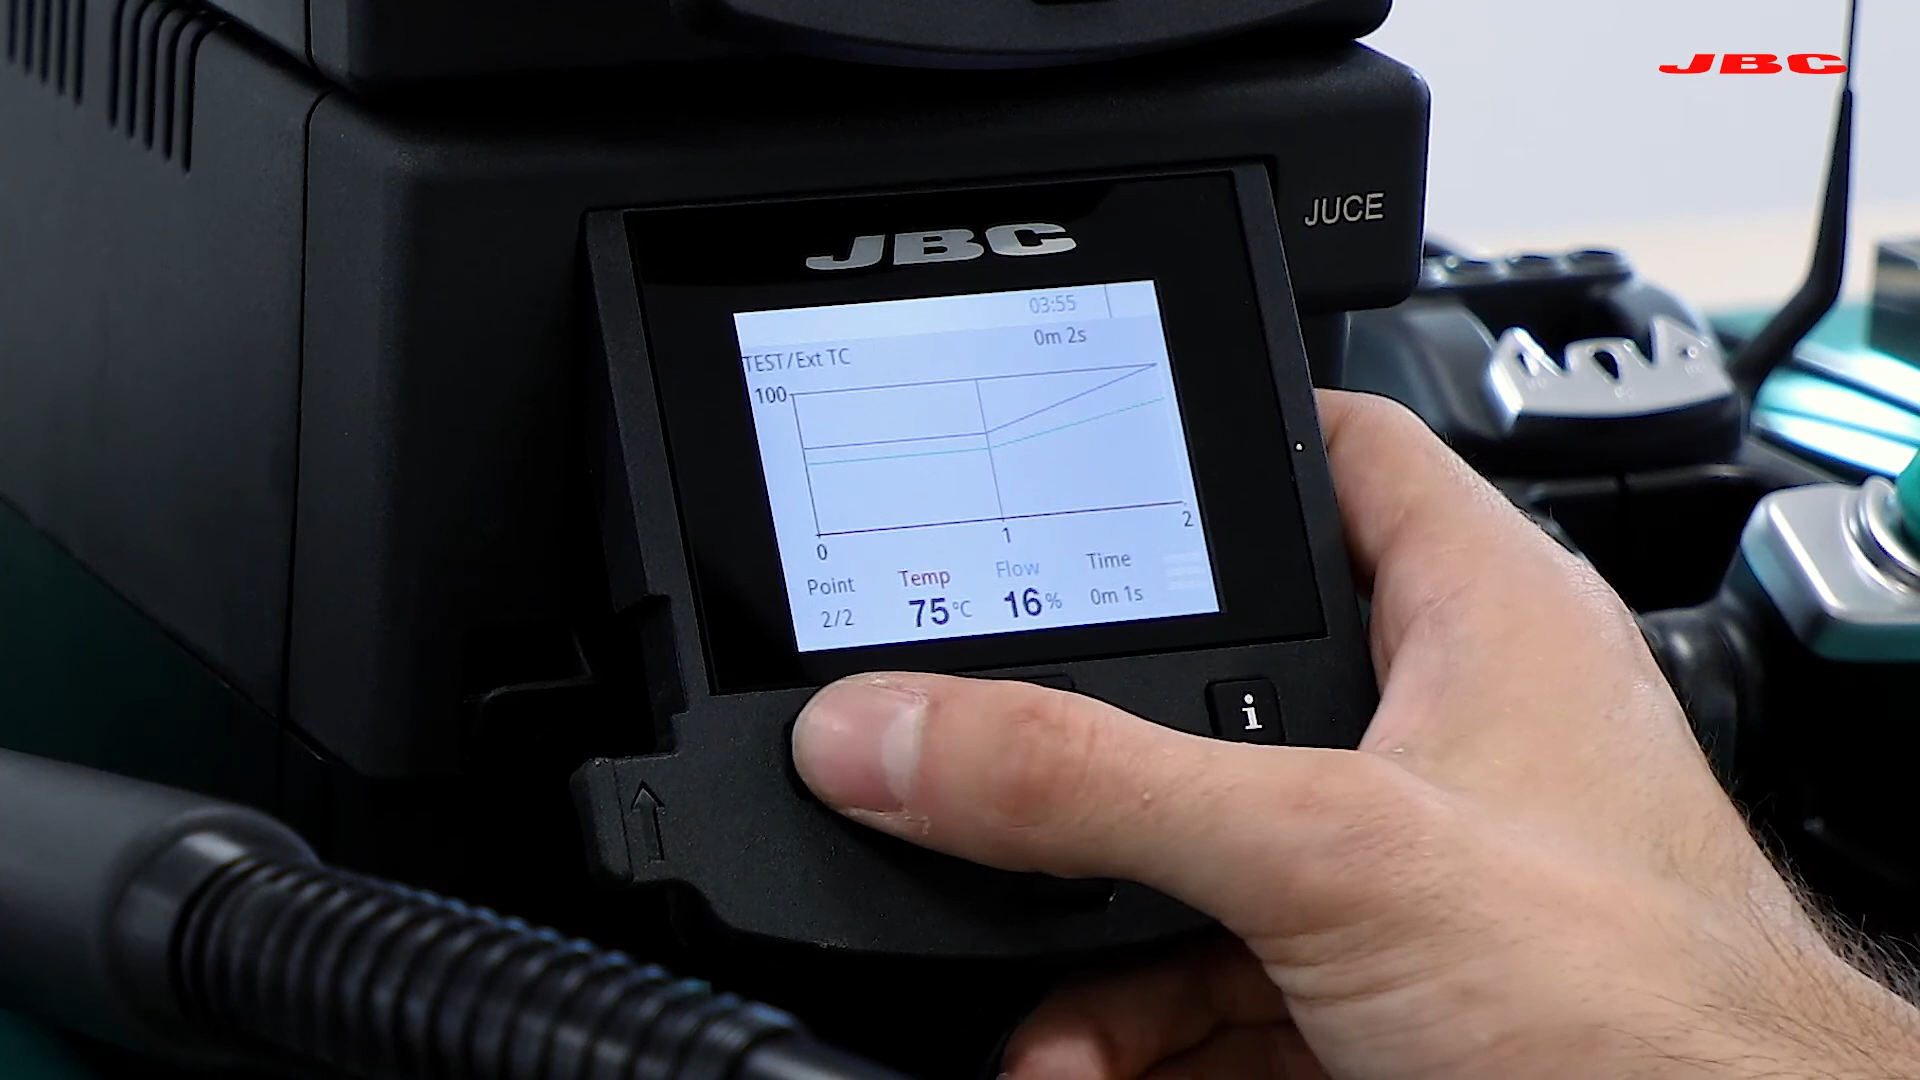 JBC
JUCE
JBC
03:55
0m 2s
TEST/Ext TC
100
0
1
2
Point
Temp
Flow
Time
2/2
75 °C
16 %
0m 1s
i